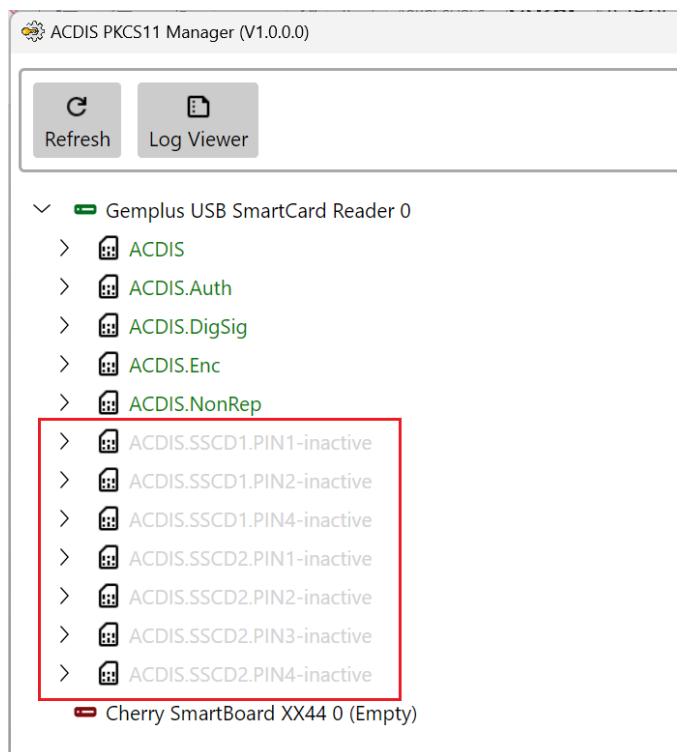 ACDIS PKCS11 Manager (V1.0.0.0)
Refresh
Log Viewer
Gemplus USB SmartCard Reader 0
ACDIS
ACDIS.Auth
ACDIS.DigSig
ACDIS.Enc
ACDIS.NonRep
ACDIS.SSCD1.PIN1-inactive
ACDIS.SSCD1.PIN2-inactive
ACDIS.SSCD1.PIN4-inactive
ACDIS.SSCD2.PIN1-inactive
ACDIS.SSCD2.PIN2-inactive
ACDIS.SSCD2.PIN3-inactive
ACDIS.SSCD2.PIN4-inactive
Cherry SmartBoard XX44 0 (Empty)